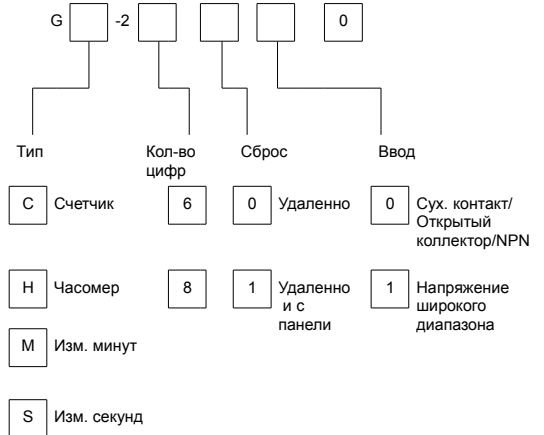 G -2 0
Тип Кол-во Сброс Ввод
цифр
C Счетчик 6 0 Удаленно 0 Сух. контакт/
Открытый
коллектор/NPN
H Часомер 8 1 Удаленно 1 Напряжение
и с широкого
панели диапазона
M Изм. минут
S Изм. секунд